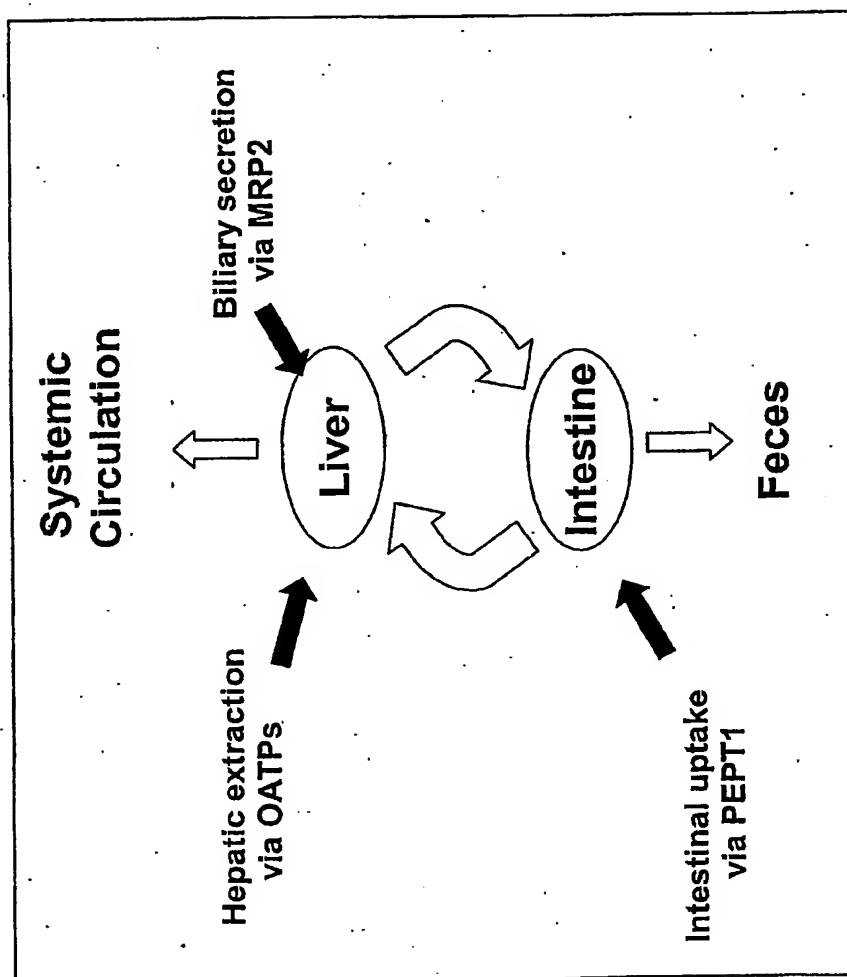 Systemic
Circulation
Hepatic extraction
via OATPs
Biliary secretion
via MRP2
Liver
Intestine
Intestinal uptake
via PEPT1
Feces